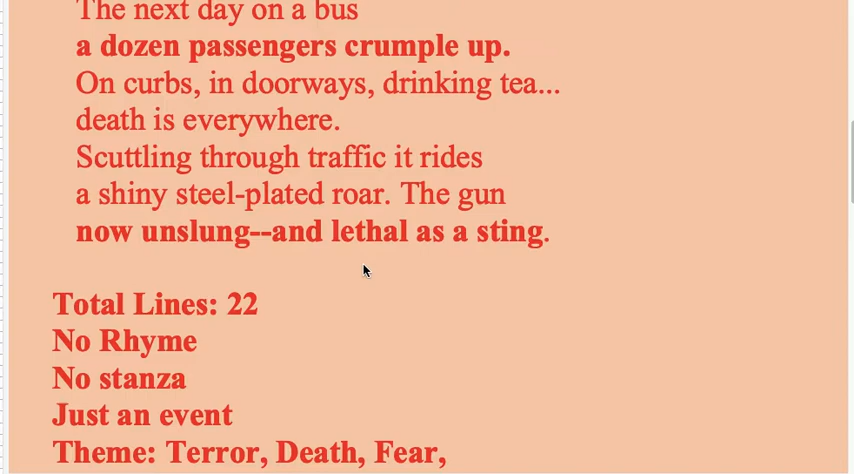 The next day on a bus
a dozen passengers crumple up.
On curbs, in doorways, drinking tea...
death is everywhere.
Scuttling through traffic it rides
a shiny steel-plated roar. The gun
now unslung--and lethal as a sting.
Total Lines: 22
No Rhyme
No stanza
Just an event
Theme: Terror, Death, Fear,